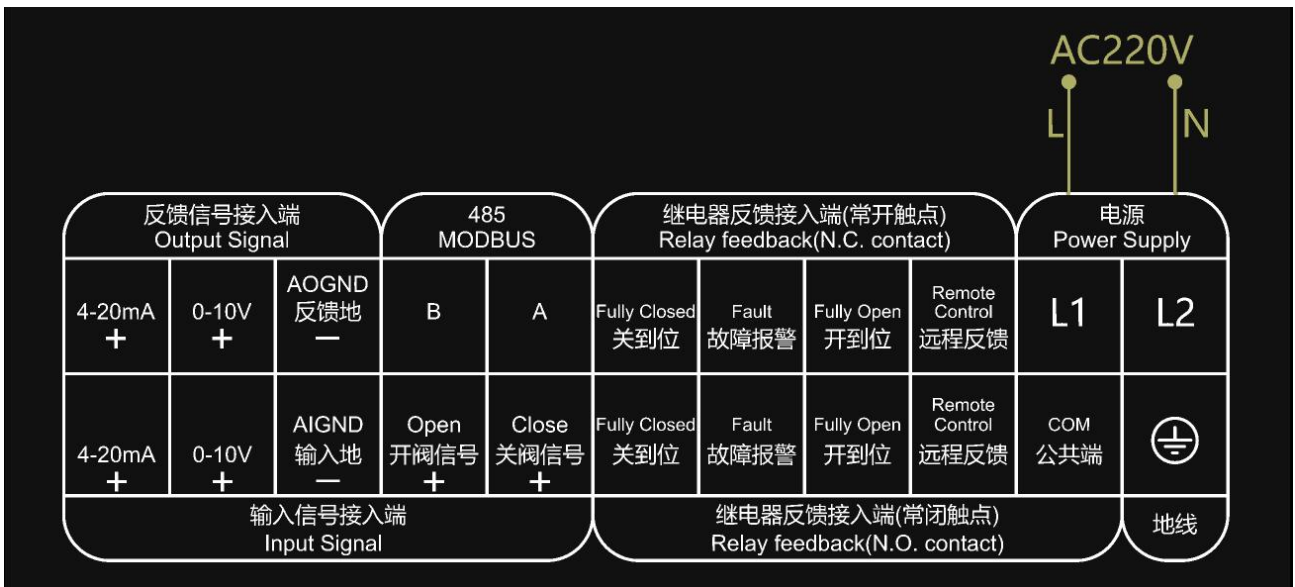 AC220V
L
N
反馈信号接入端
Output Signal
485
MODBUS
继电器反馈接入端(常开触点)
Relay feedback(N.C. contact)
电源
Power Supply
4-20mA
+
0-10V
+
AOGND
反馈地
—
B
A
Fully Closed
关到位
Fault
故障报警
Fully Open
开到位
Remote
Control
远程反馈
L1
L2
4-20mA
+
0-10V
+
AIGND
输入地
—
Open
开阀信号
+
Close
关阀信号
+
Fully Closed
关到位
Fault
故障报警
Fully Open
开到位
Remote
Control
远程反馈
COM
公共端
输入信号接入端
Input Signal
继电器反馈接入端(常闭触点)
Relay feedback(N.O. contact)
地线